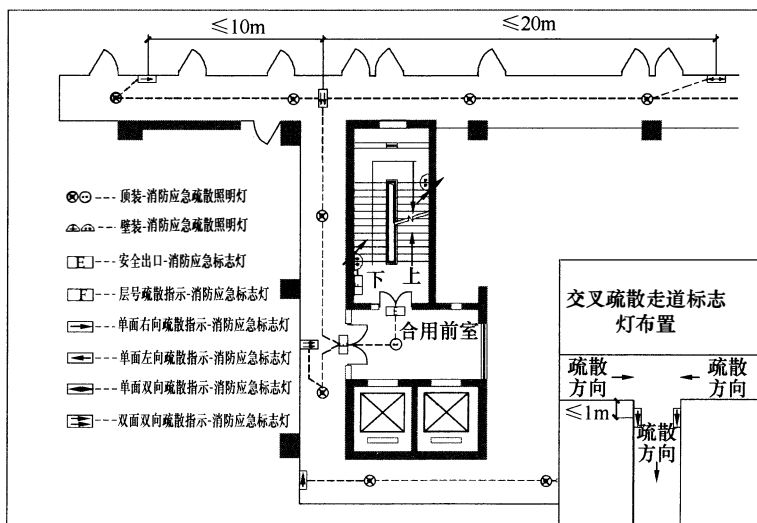 ≤10m
≤20m
顶装-消防应急疏散照明灯
壁装-消防应急疏散照明灯
E 安全出口-消防应急标志灯
F 层号疏散指示-消防应急标志灯
单面右向疏散指示-消防应急标志灯
单面左向疏散指示-消防应急标志灯
单面双向疏散指示-消防应急标志灯
双面双向疏散指示-消防应急标志灯
下 上
合用前室
交叉疏散走道标志
灯布置
疏散
方向
疏散
方向
≤1m
疏散
方向